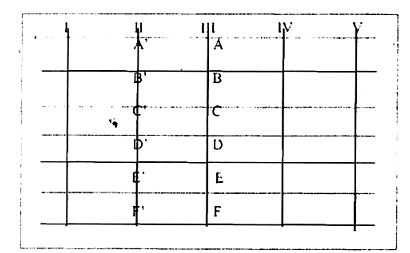 I II III IV V
A' A
B' B
C' C
D' D
E' E
F' F